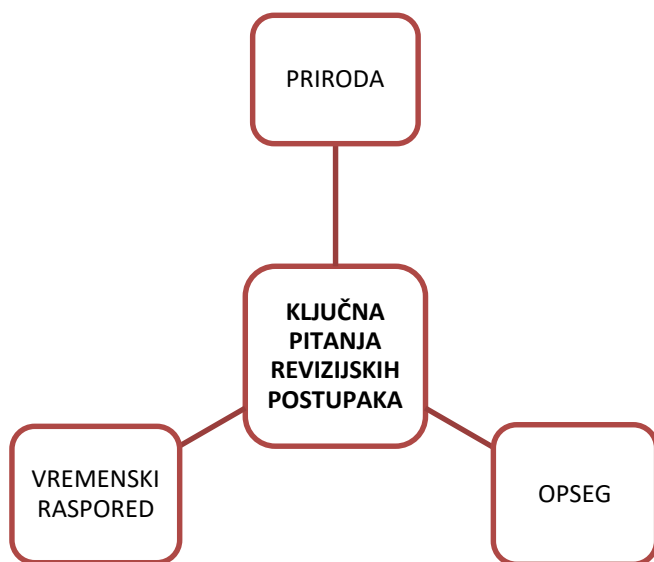 PRIRODA
KLJUČNA
PITANJA
REVIZIJSKIH
POSTUPAKA
VREMENSKI
RASPORED
OPSEG